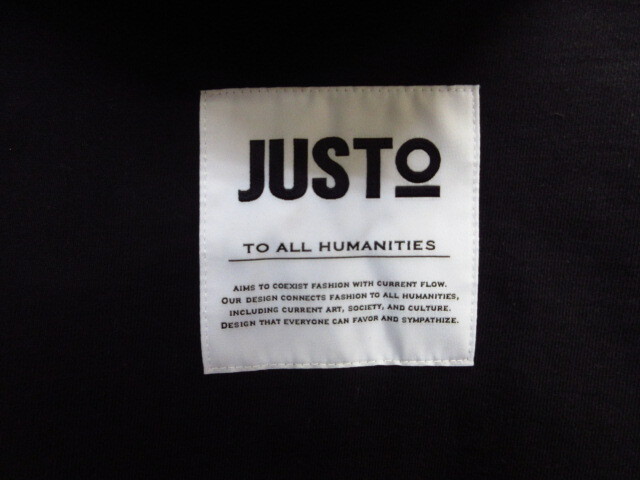 JUSTO
TO ALL HUMANITIES
AIMS TO COEXIST FASHION WITH CURRENT FLOW.
OUR DESIGN CONNECTS FASHION TO ALL HUMANITIES,
INCLUDING CURRENT ART, SOCIETY, AND CULTURE.
DESIGN THAT EVERYONE CAN FAVOR AND SYMPATHIZE.